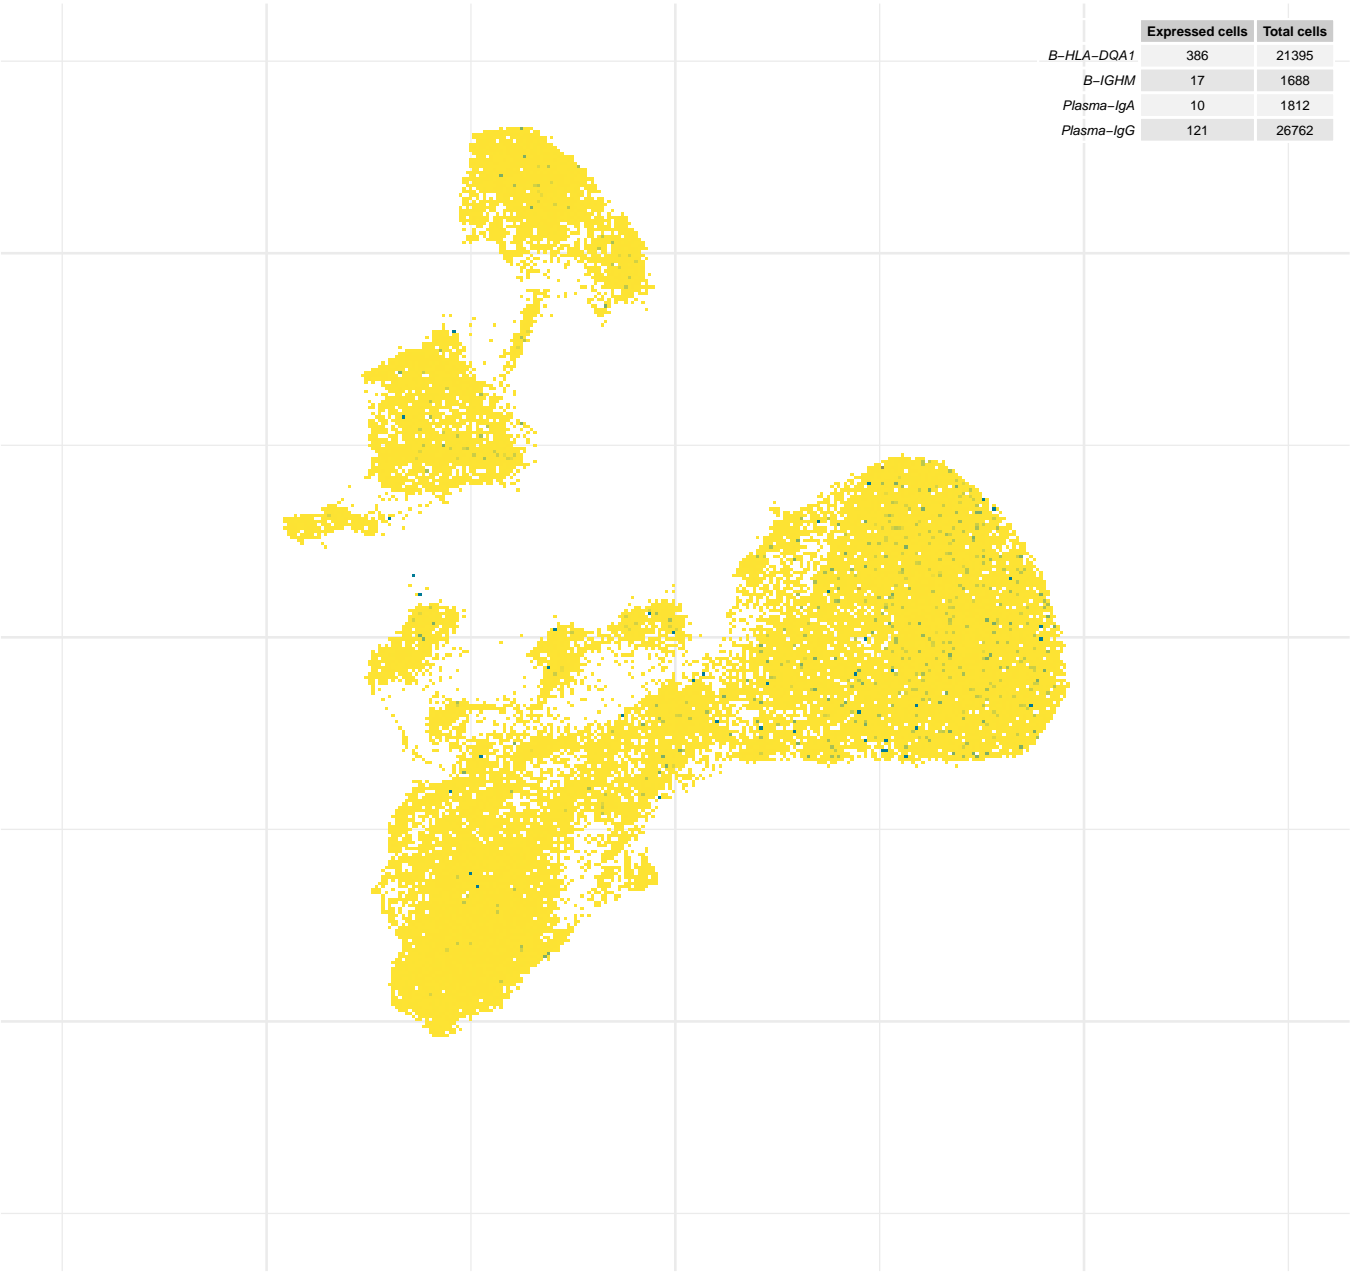 Expressed cells Total cells
B−HLA−DQA1 386 21395
B−IGHM 17 1688
Plasma−IgA 10 1812
Plasma−IgG 121 26762